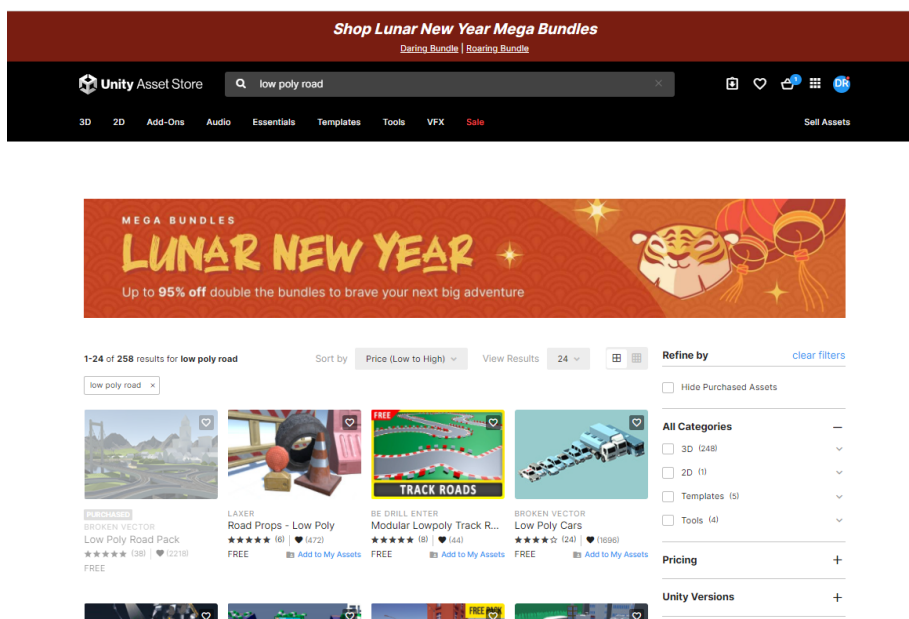 Shop Lunar New Year Mega Bundles
Daring Bundle | Roaring Bundle
Unity Asset Store
low poly road ×
1
DR
3D 2D Add-Ons Audio Essentials Templates Tools VFX Sale Sell Assets
MEGA BUNDLES
LUNAR NEW YEAR
Up to 95% off double the bundles to brave your next big adventure
1-24 of 258 results for low poly road
Sort by Price (Low to High) View Results 24
Refine by clear filters
low poly road ×
Hide Purchased Assets
All Categories
3D (248)
2D (1)
Templates (5)
Tools (4)
Pricing
Unity Versions
PURCHASED
BROKEN VECTOR
Low Poly Road Pack
(38) | (2218)
FREE
LAXER
Road Props - Low Poly
(6) | (472)
FREE Add to My Assets
FREE
TRACK ROADS
BE DRILL ENTER
Modular Lowpoly Track R...
(8) | (44)
FREE Add to My Assets
BROKEN VECTOR
Low Poly Cars
(24) | (1696)
FREE Add to My Assets
FREE PACK